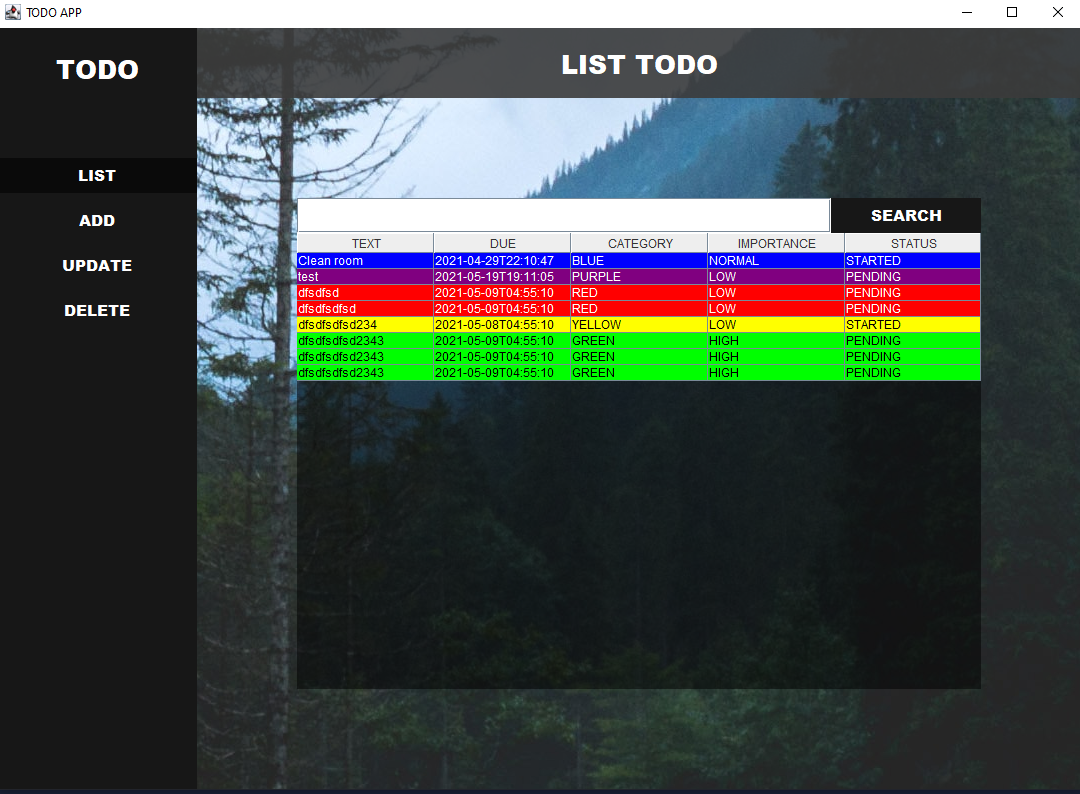 TODO APP
TODO
LIST TODO
LIST
ADD
UPDATE
DELETE
SEARCH
TEXT DUE CATEGORY IMPORTANCE STATUS
Clean room 2021-04-29T22:10:47 BLUE NORMAL STARTED
test 2021-05-19T19:11:05 PURPLE LOW PENDING
dfsdfsd 2021-05-09T04:55:10 RED LOW PENDING
dfsdfsdfsd 2021-05-09T04:55:10 RED LOW PENDING
dfsdfsdfsd234 2021-05-08T04:55:10 YELLOW LOW STARTED
dfsdfsdfsd2343 2021-05-09T04:55:10 GREEN HIGH PENDING
dfsdfsdfsd2343 2021-05-09T04:55:10 GREEN HIGH PENDING
dfsdfsdfsd2343 2021-05-09T04:55:10 GREEN HIGH PENDING